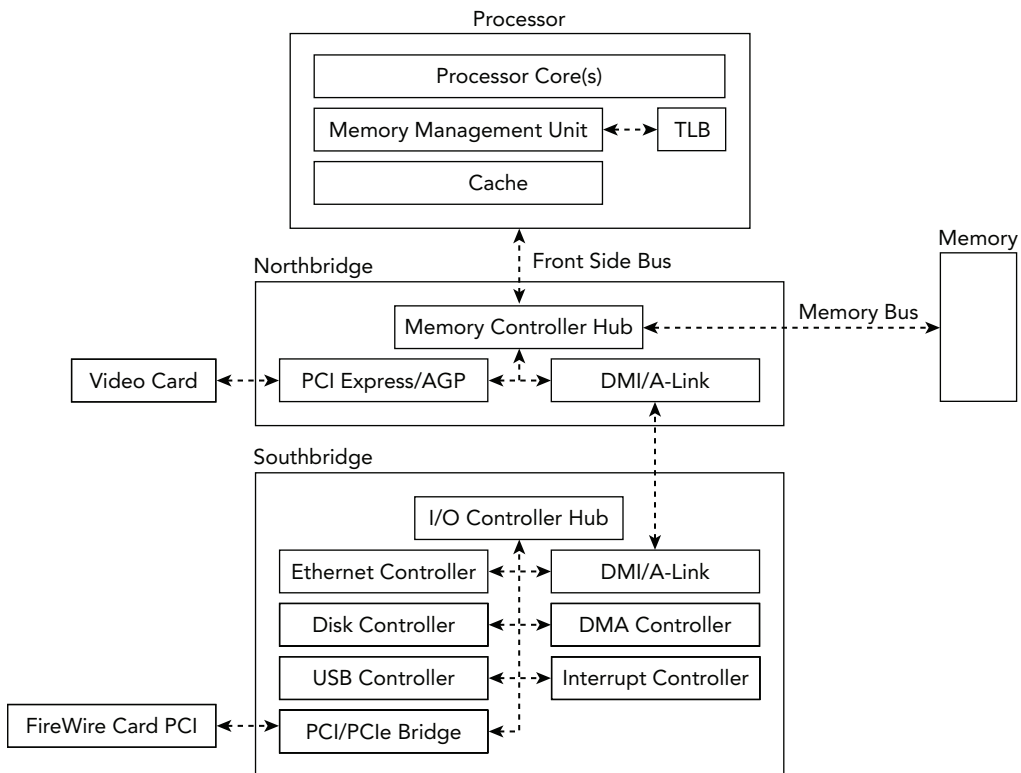 Processor
Processor Core(s)
Memory Management Unit
TLB
Cache
Front Side Bus
Memory
Northbridge
Memory Controller Hub
Memory Bus
Video Card
PCI Express/AGP
DMI/A-Link
Southbridge
I/O Controller Hub
Ethernet Controller
DMI/A-Link
Disk Controller
DMA Controller
USB Controller
Interrupt Controller
FireWire Card PCI
PCI/PCIe Bridge